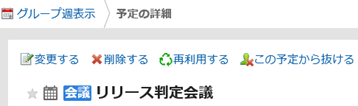 グループ週表示 予定の詳細
変更する 削除する 再利用する この予定から抜ける
会議 リリース判定会議